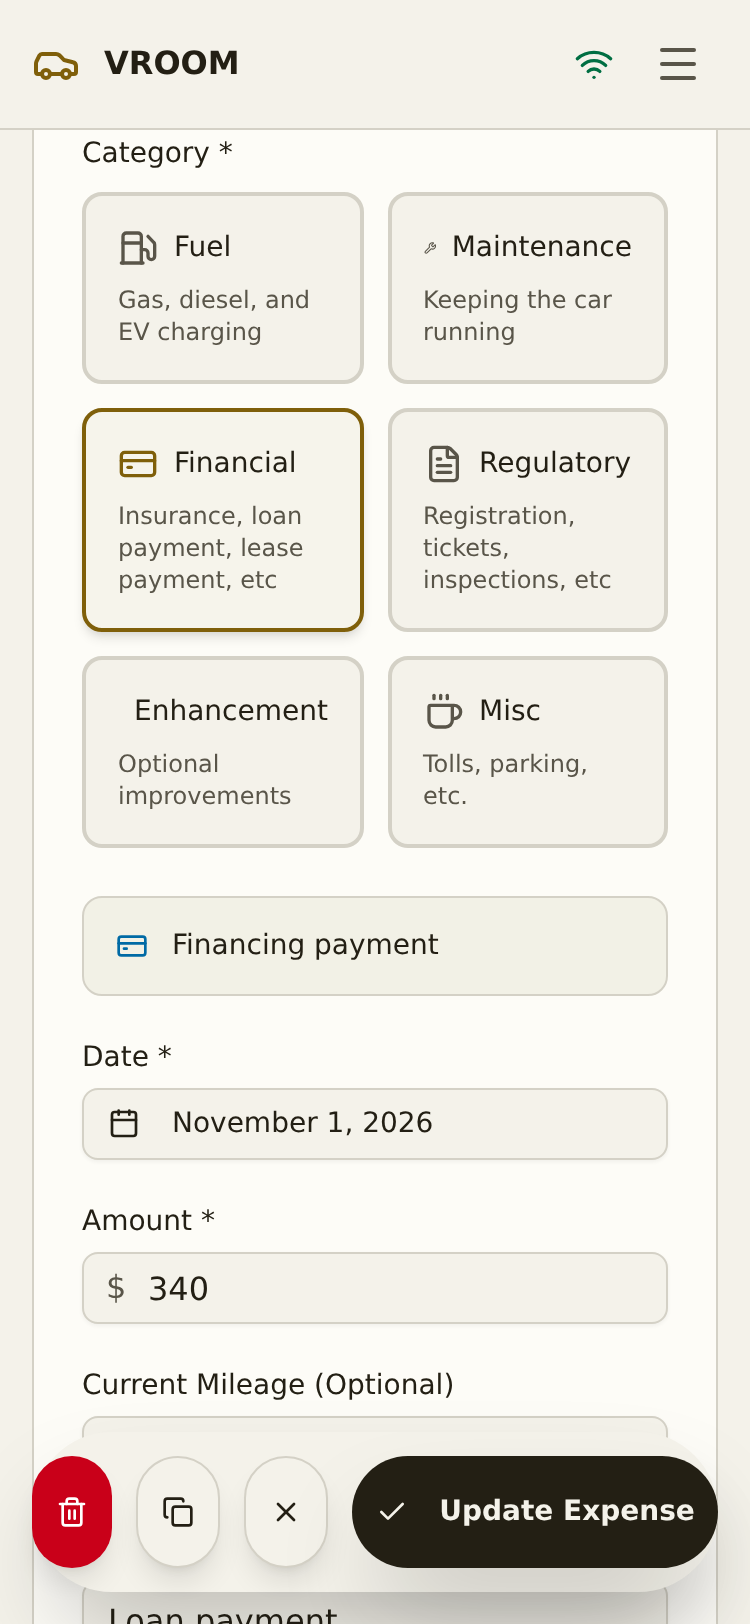 VROOM
Category *
Fuel
Gas, diesel, and
EV charging
Maintenance
Keeping the car
running
Financial
Insurance, loan
payment, lease
payment, etc
Regulatory
Registration,
tickets,
inspections, etc
Enhancement
Optional
improvements
Misc
Tolls, parking,
etc.
Financing payment
Date *
November 1, 2026
Amount *
$ 340
Current Mileage (Optional)
Update Expense
Loan payment